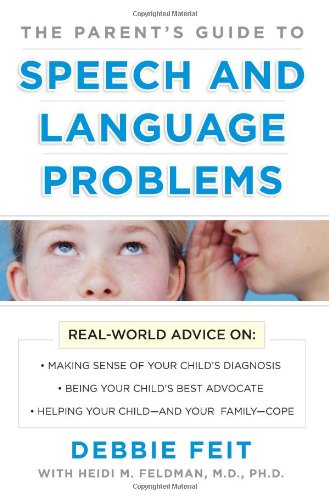 THE PARENT'S GUIDE TO
SPEECH AND
LANGUAGE
PROBLEMS
REAL-WORLD ADVICE ON:
• MAKING SENSE OF YOUR CHILD'S DIAGNOSIS
• BEING YOUR CHILD'S BEST ADVOCATE
• HELPING YOUR CHILD—AND YOUR FAMILY—COPE
DEBBIE FEIT
WITH HEIDI M. FELDMAN, M.D., PH.D.